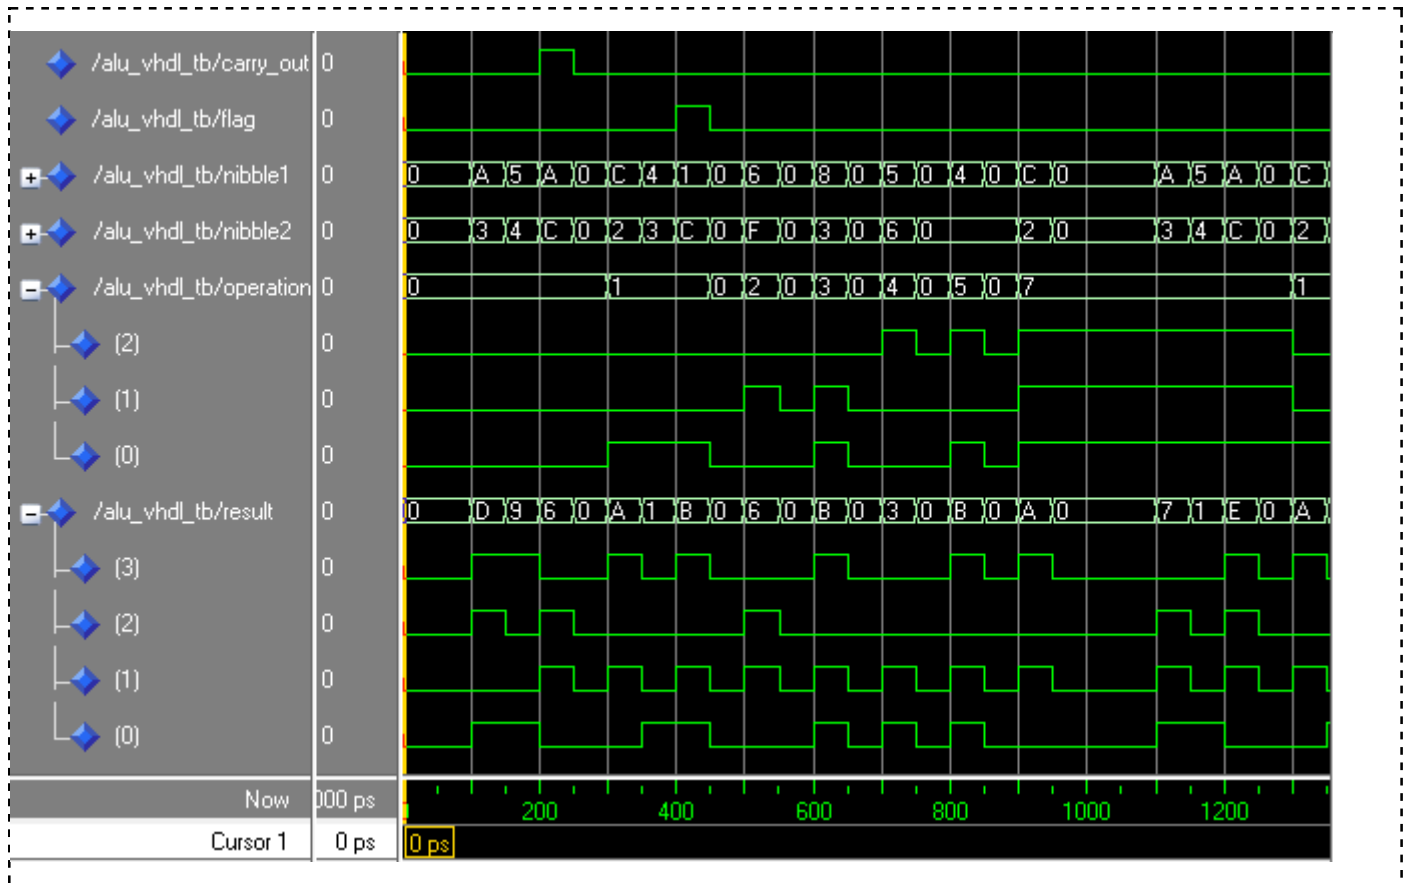 /alu_vhdl_tb/carry_out 0
/alu_vhdl_tb/flag 0
/alu_vhdl_tb/nibble1 0 0 A 5 A 0 C 4 1 0 6 0 8 0 5 0 4 0 C 0 A 5 A 0 C
/alu_vhdl_tb/nibble2 0 0 3 4 C 0 2 3 C 0 F 0 3 0 6 0 2 0 3 4 C 0 2
/alu_vhdl_tb/operation 0 0 1 0 2 0 3 0 4 0 5 0 7 1
(2) 0
(1) 0
(0) 0
/alu_vhdl_tb/result 0 0 D 9 6 0 A 1 B 0 6 0 B 0 3 0 B 0 A 0 7 1 E 0 A
(3) 0
(2) 0
(1) 0
(0) 0
Now 000 ps 200 400 600 800 1000 1200
Cursor 1 0 ps 0 ps